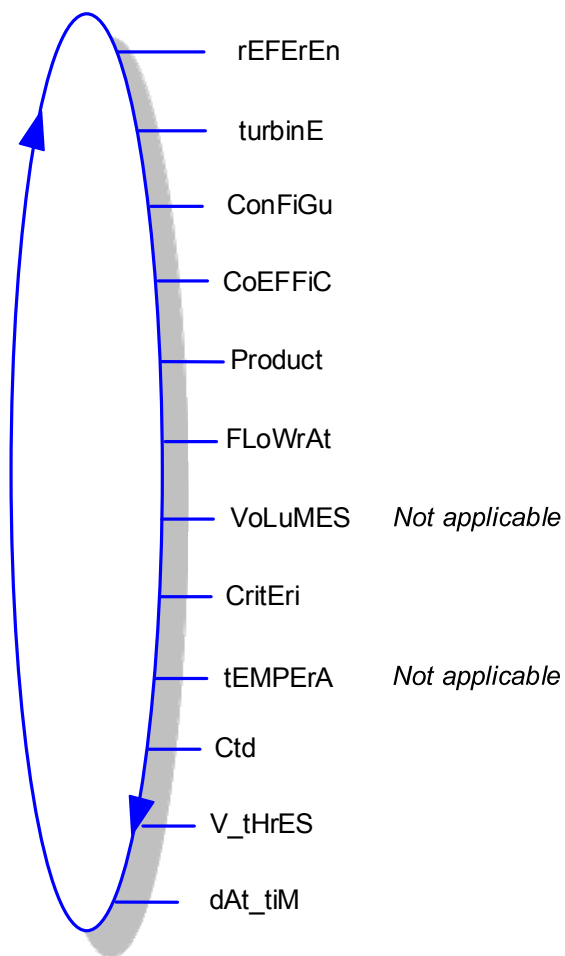 rEFErEn
turbinE
ConFiGu
CoEFFiC
Product
FLoWrAt
VoLuMES Not applicable
CritEri
tEMPErA Not applicable
Ctd
V_tHrES
dAt_tiM